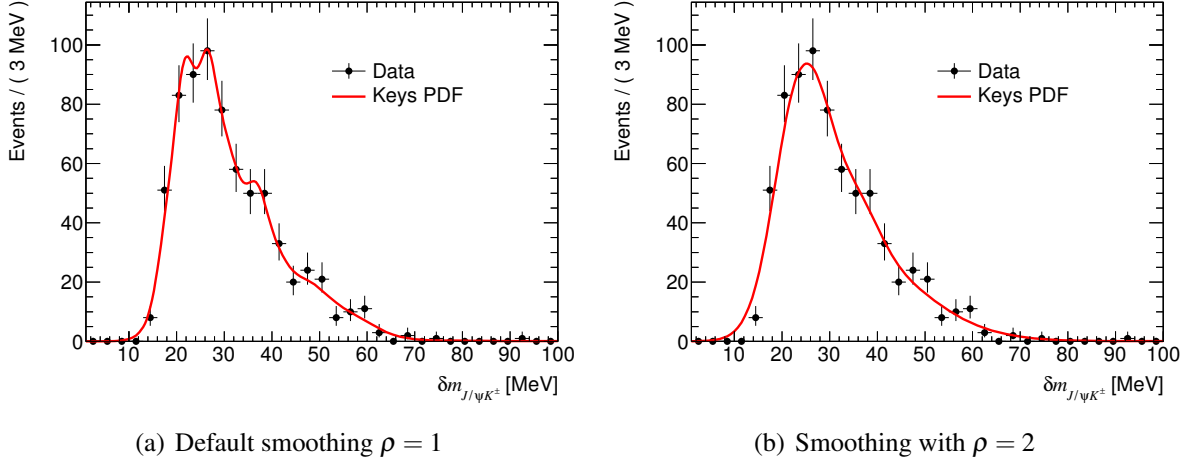 Events / ( 3 MeV )
100
80
60
40
20
0
Data
Keys PDF
10 20 30 40 50 60 70 80 90 100
δm_{J/ψK^±} [MeV]
(a) Default smoothing ρ = 1
Events / ( 3 MeV )
100
80
60
40
20
0
Data
Keys PDF
10 20 30 40 50 60 70 80 90 100
δm_{J/ψK^±} [MeV]
(b) Smoothing with ρ = 2